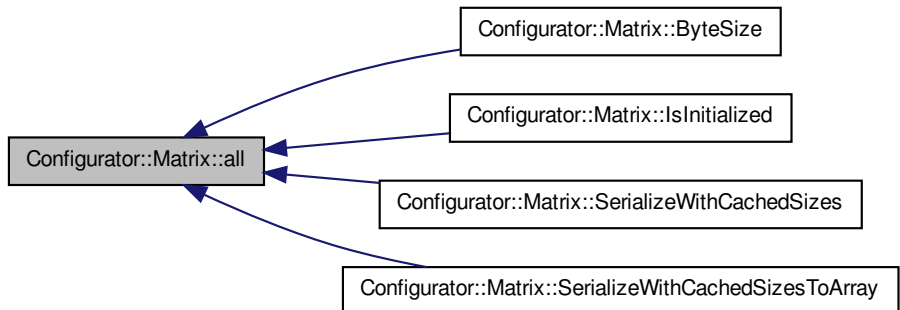 Configurator::Matrix::ByteSize
Configurator::Matrix::IsInitialized
Configurator::Matrix::all
Configurator::Matrix::SerializeWithCachedSizes
Configurator::Matrix::SerializeWithCachedSizesToArray